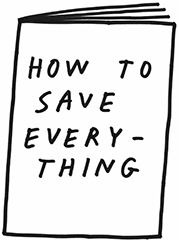 HOW TO
SAVE
EVERY-
THING